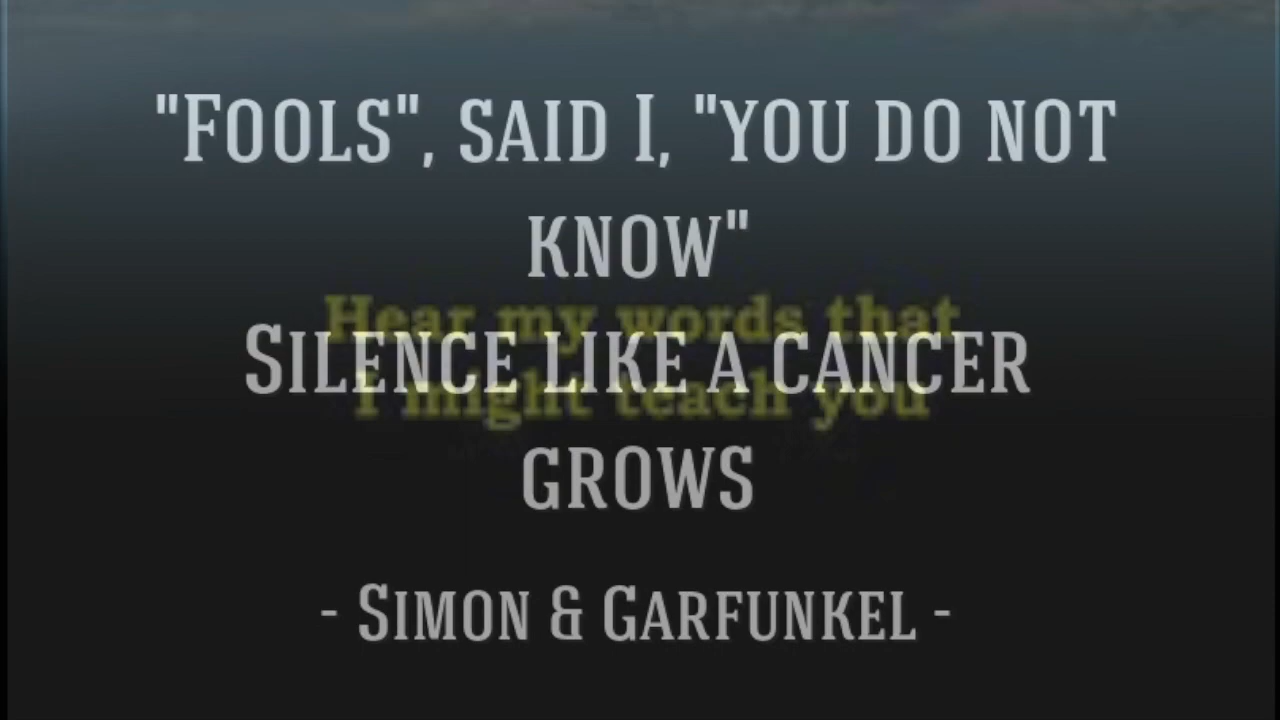 "Fools", said I, "you do not
know"
Hear my words that
Silence like a cancer
I might teach you
grows
- Simon & Garfunkel -